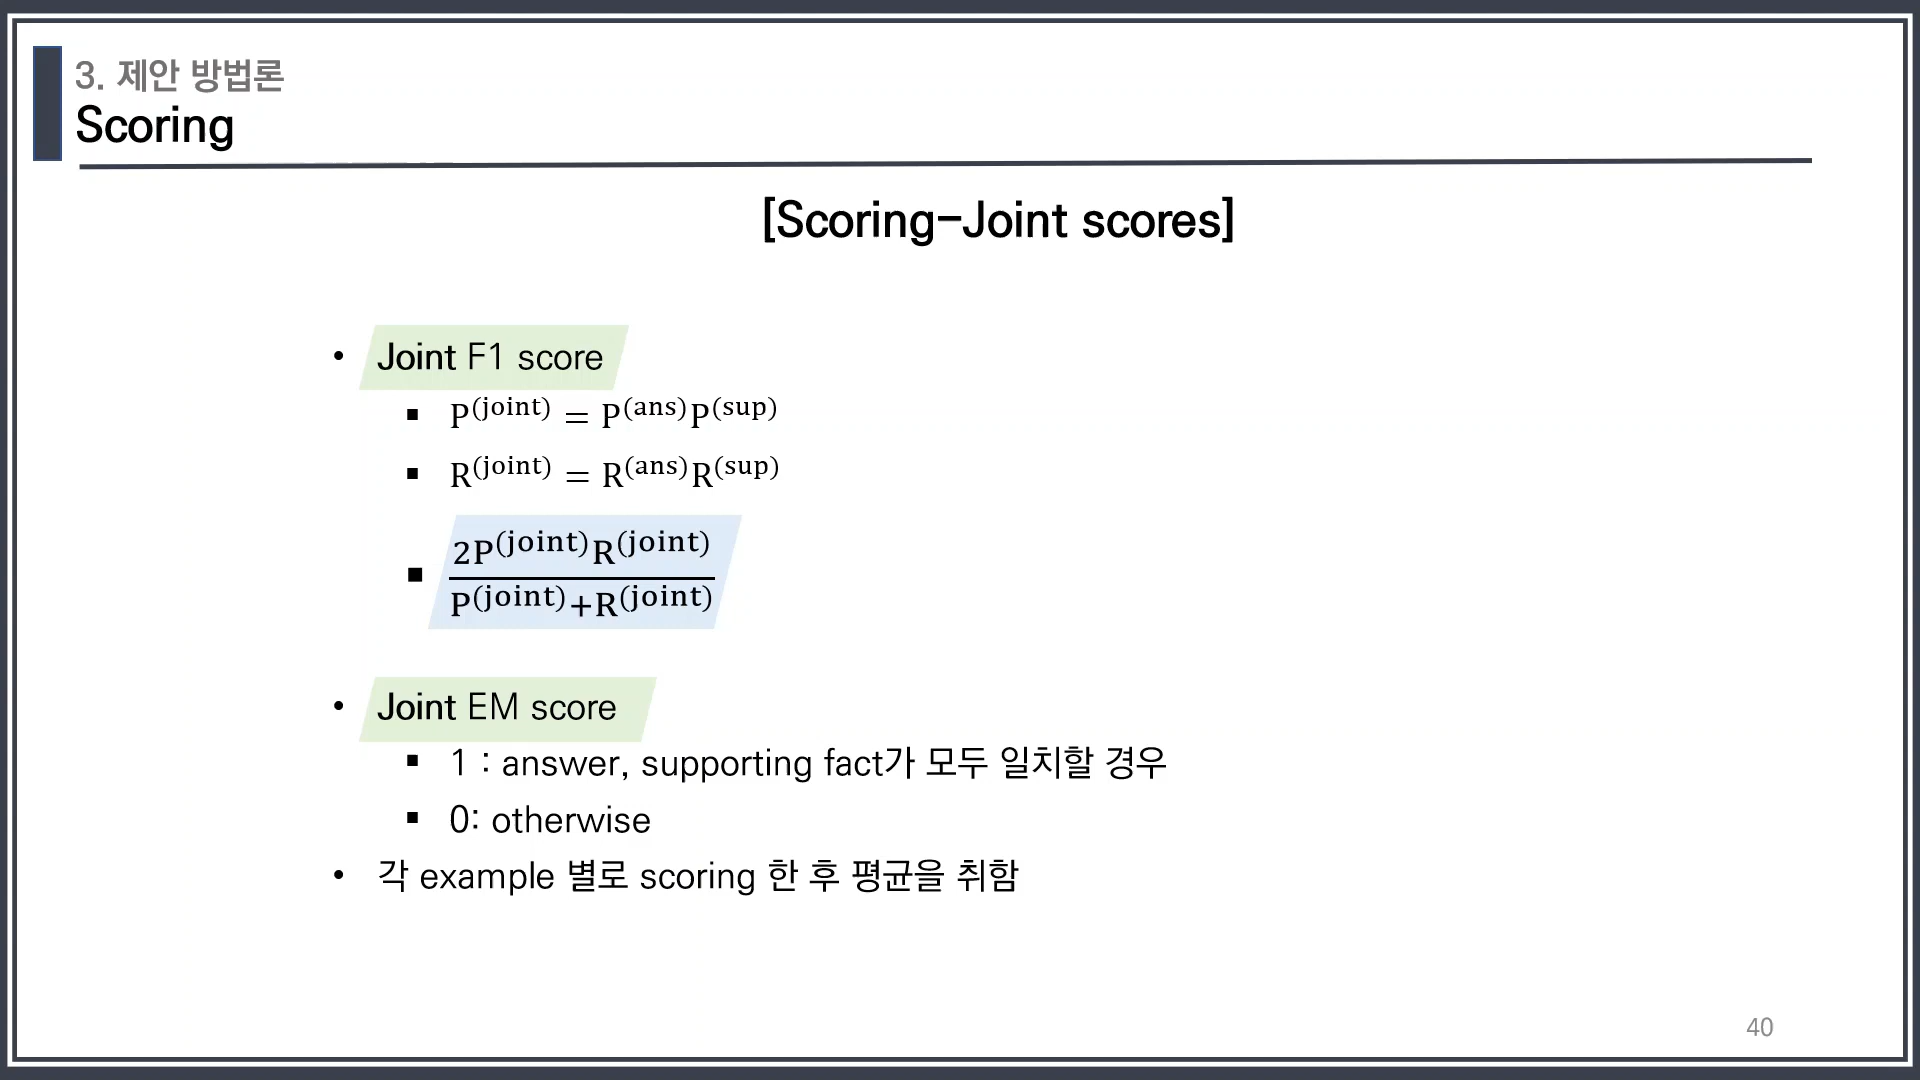 3. 제안 방법론
Scoring
[Scoring-Joint scores]
• Joint F1 score
▪ P^(joint) = P^(ans)P^(sup)
▪ R^(joint) = R^(ans)R^(sup)
▪ 2P^(joint)R^(joint)
P^(joint)+R^(joint)
• Joint EM score
▪ 1 : answer, supporting fact가 모두 일치할 경우
▪ 0: otherwise
• 각 example 별로 scoring 한 후 평균을 취함
40